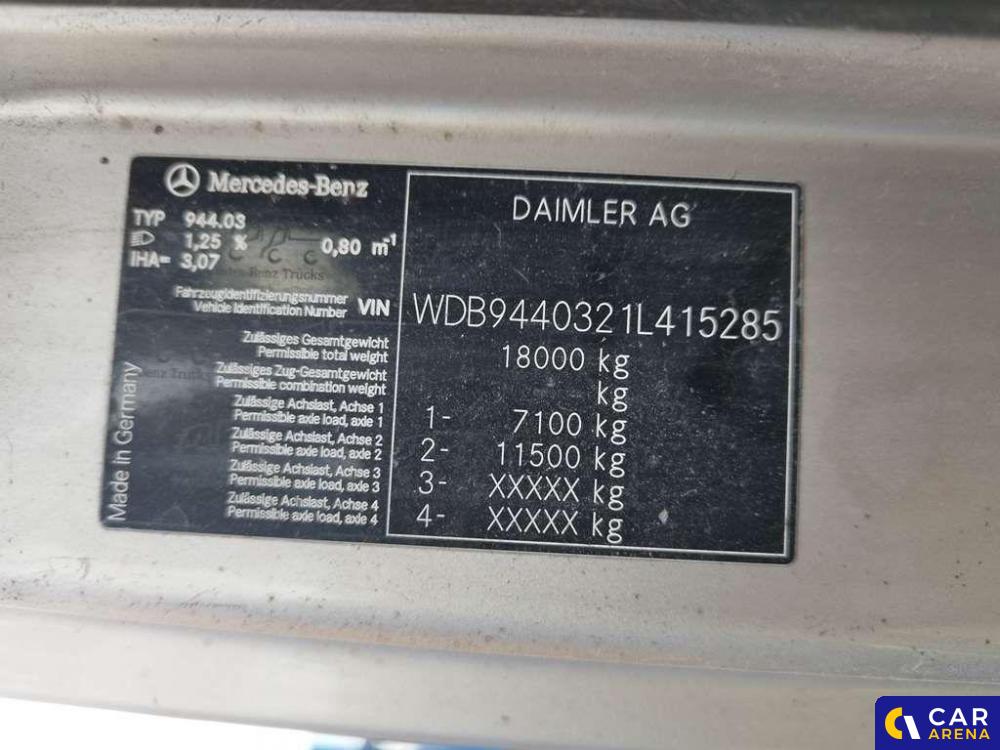 Mercedes-Benz
TYP 944.03
1,25 % 0,80 m⁻¹
IHA= 3,07
Fahrzeugidentifizierungsnummer
Vehicle Identification Number VIN
Zulässiges Gesamtgewicht
Permissible total weight
Zulässiges Zug-Gesamtgewicht
Permissible combination weight
Zulässige Achslast, Achse 1
Permissible axle load, axle 1
Zulässige Achslast, Achse 2
Permissible axle load, axle 2
Zulässige Achslast, Achse 3
Permissible axle load, axle 3
Zulässige Achslast, Achse 4
Permissible axle load, axle 4
Made in Germany
DAIMLER AG
WDB9440321L415285
18000 kg
kg
1- 7100 kg
2- 11500 kg
3- XXXXX kg
4- XXXXX kg
CAR
ARENA